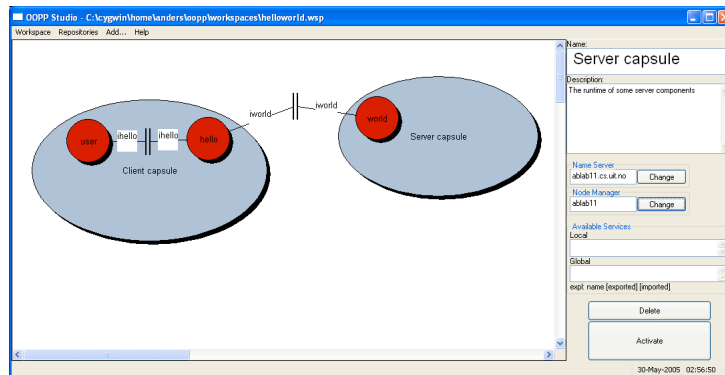 OOPP Studio - C:\cygwin\home\anders\oopp\workspaces\helloworld.wsp
Workspace Repositories Add... Help
Name:
Server capsule
Description:
The runtime of some server components
iworld
iworld
user
ihello
ihello
hello
world
Client capsule
Server capsule
Name Server
ablab11.cs.uit.no
Change
Node Manager
ablab11
Change
Available Services
Local
Global
expl: name [exported] [imported]
Delete
Activate
30-May-2005 02:56:50